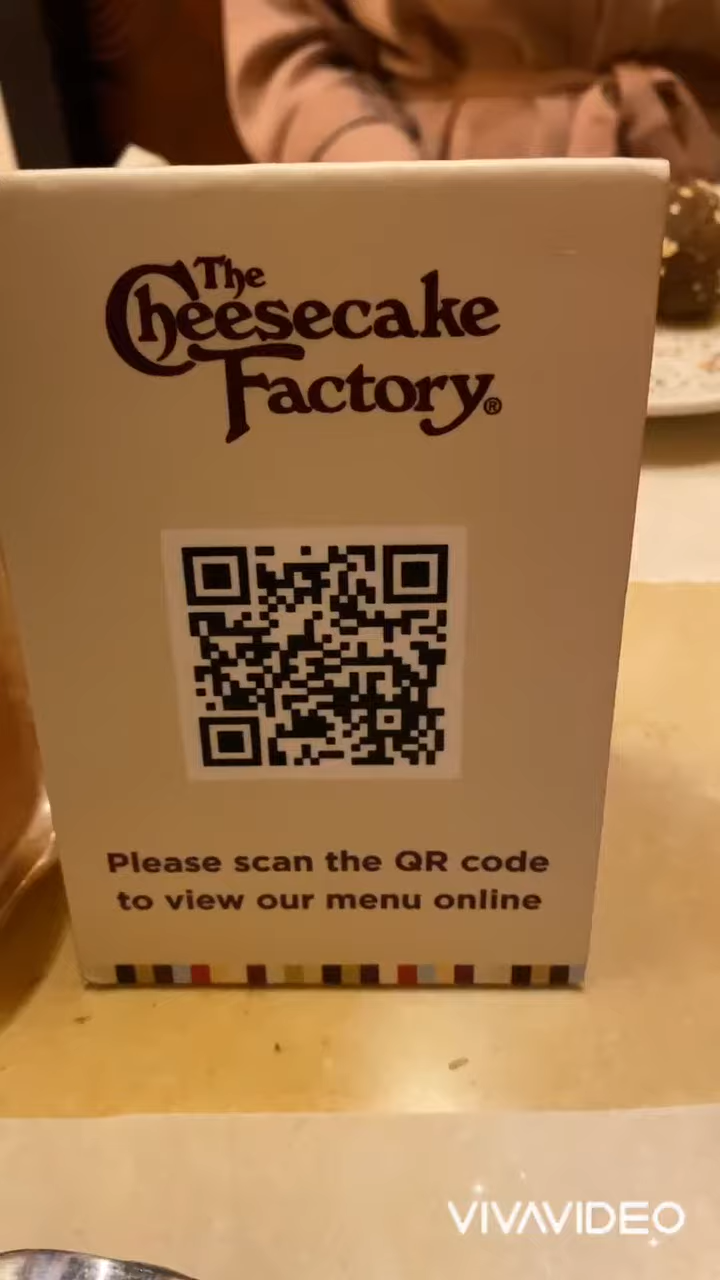 The
Cheesecake
Factory®
Please scan the QR code
to view our menu online
VIVAVIDEO